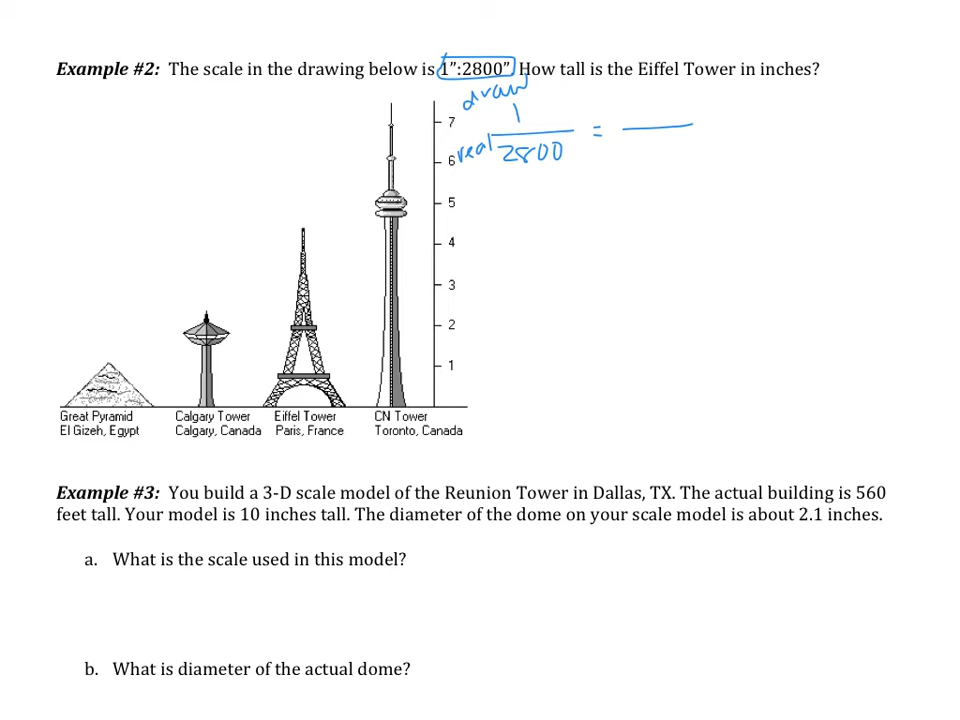 Example #2: The scale in the drawing below is 1”:2800”. How tall is the Eiffel Tower in inches?
draw
1
real 2800 =
7
6
5
4
3
2
1
Great Pyramid
El Gizeh, Egypt
Calgary Tower
Calgary, Canada
Eiffel Tower
Paris, France
CN Tower
Toronto, Canada
Example #3: You build a 3-D scale model of the Reunion Tower in Dallas, TX. The actual building is 560
feet tall. Your model is 10 inches tall. The diameter of the dome on your scale model is about 2.1 inches.
a. What is the scale used in this model?
b. What is diameter of the actual dome?